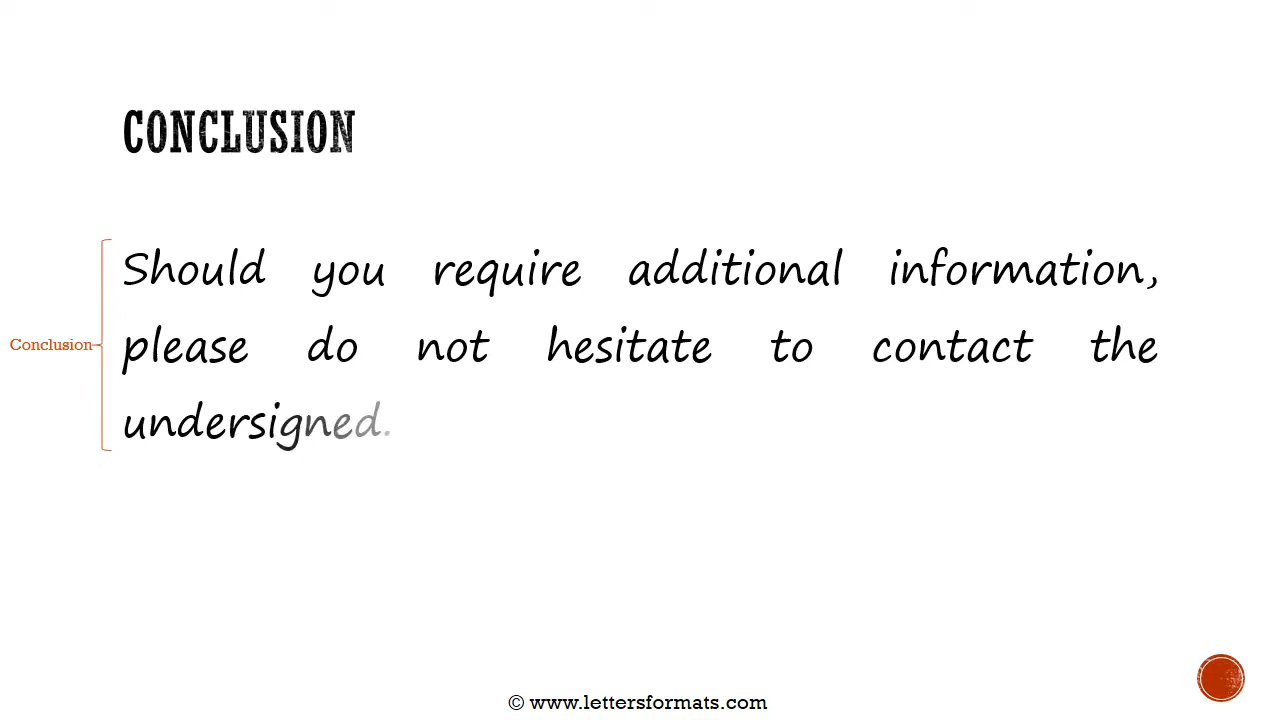 CONCLUSION
Should you require additional information,
Conclusion
please do not hesitate to contact the
undersigned.
© www.lettersformats.com